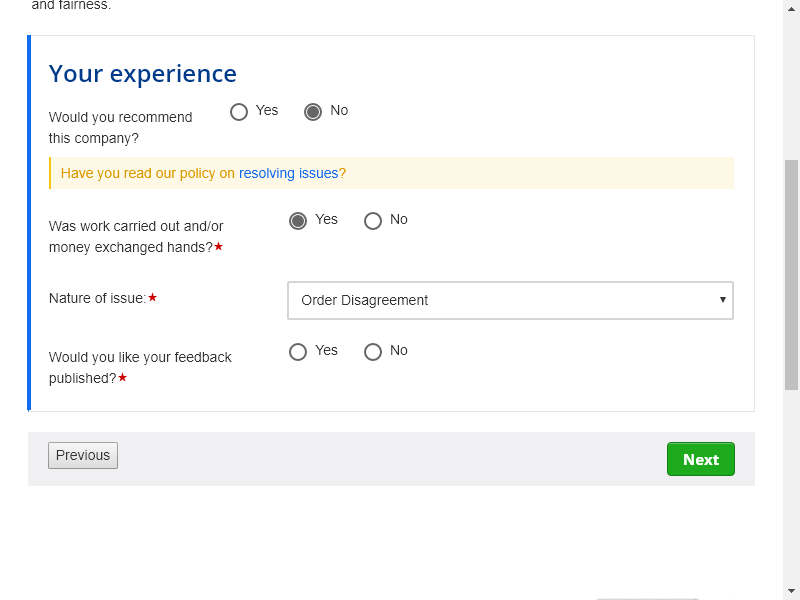 and fairness.
Your experience
Would you recommend this company?
Yes
No
Have you read our policy on resolving issues?
Was work carried out and/or money exchanged hands?★
Yes
No
Nature of issue:★
Order Disagreement
Would you like your feedback published?★
Yes
No
Previous
Next